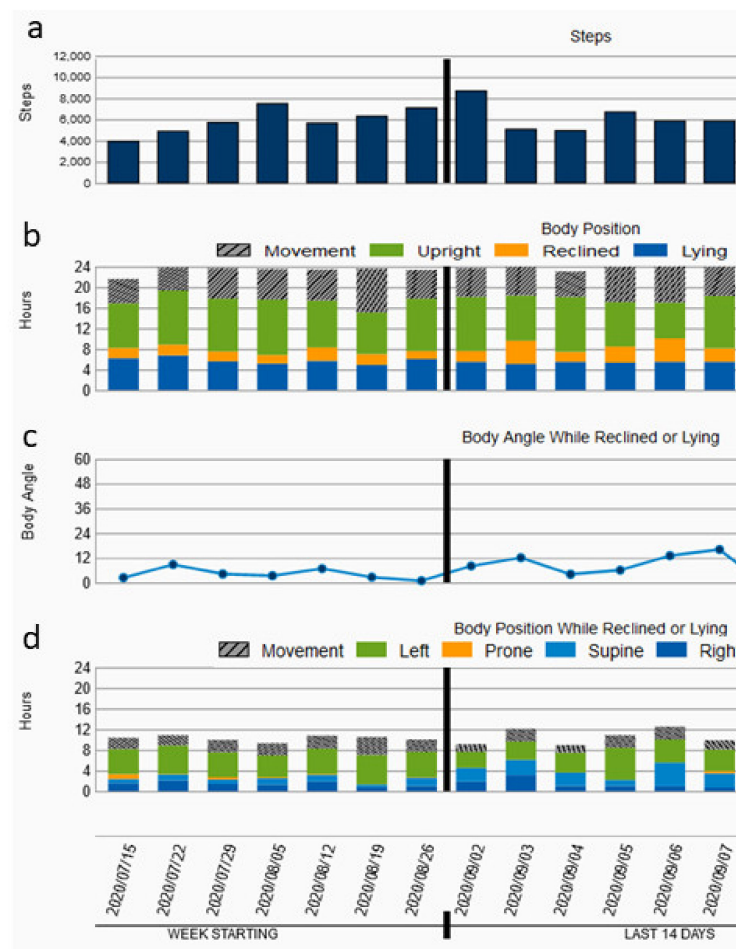 a
Steps
12,000
10,000
8,000
6,000
4,000
2,000
0
Steps
b
Body Position
Movement Upright Reclined Lying
24
20
16
12
8
4
0
Hours
c
Body Angle While Reclined or Lying
60
48
36
24
12
0
Body Angle
d
Body Position While Reclined or Lying
Movement Left Prone Supine Righ
24
20
16
12
8
4
0
Hours
2020/07/15
2020/07/22
2020/07/29
2020/08/05
2020/08/12
2020/08/19
2020/08/26
2020/09/02
2020/09/03
2020/09/04
2020/09/05
2020/09/06
2020/09/07
WEEK STARTING LAST 14 DAYS